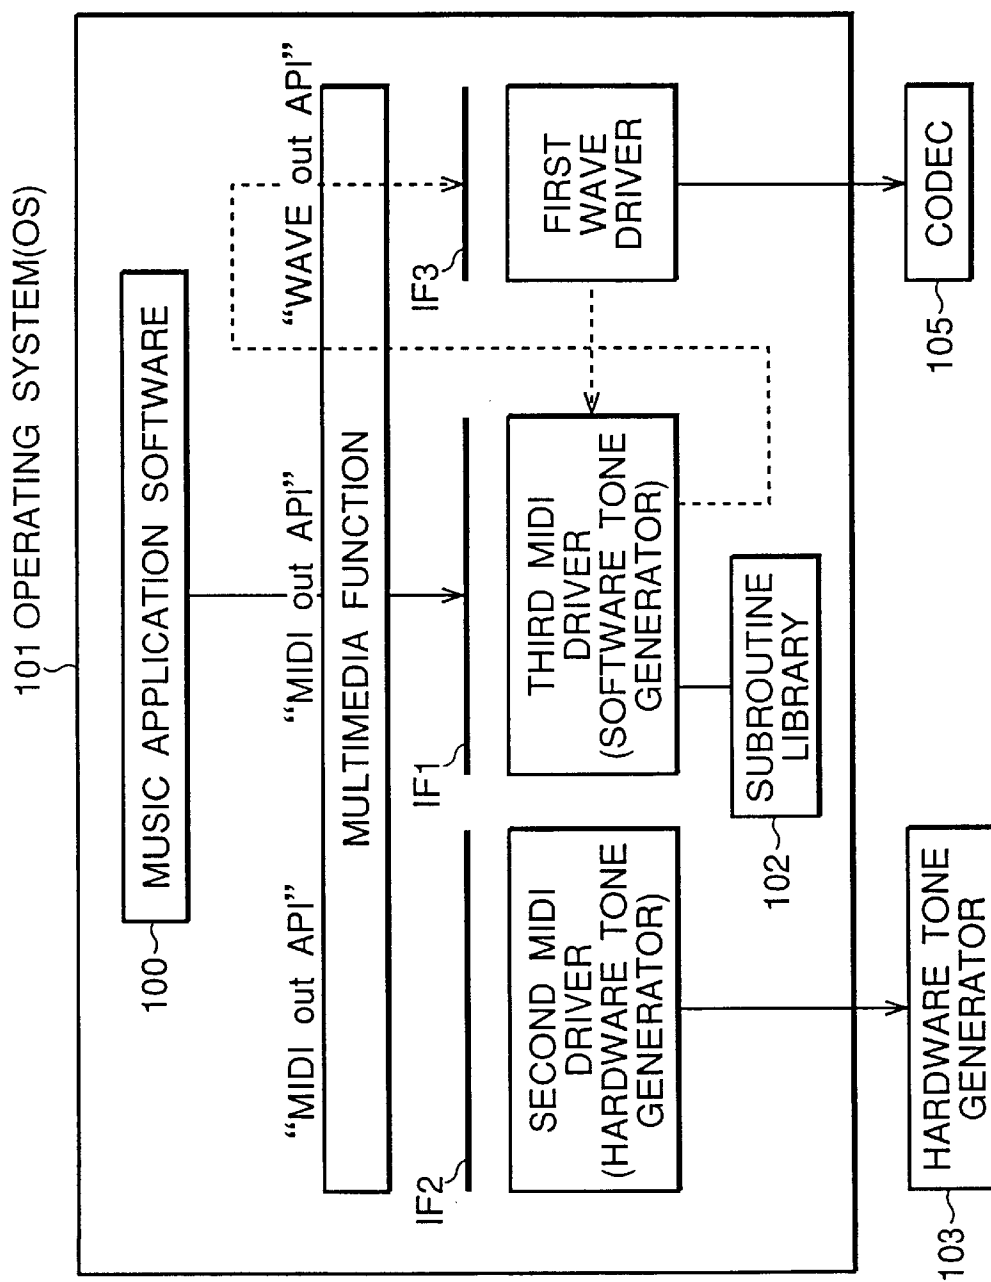 101 OPERATING SYSTEM(OS)
100
MUSIC APPLICATION SOFTWARE
“MIDI out API”
“MIDI out API”
“WAVE out API”
MULTIMEDIA FUNCTION
IF2
IF1
IF3
SECOND MIDI
DRIVER
(HARDWARE TONE
GENERATOR)
THIRD MIDI
DRIVER
(SOFTWARE TONE
GENERATOR)
FIRST
WAVE
DRIVER
102
SUBROUTINE
LIBRARY
103
HARDWARE TONE
GENERATOR
105
CODEC